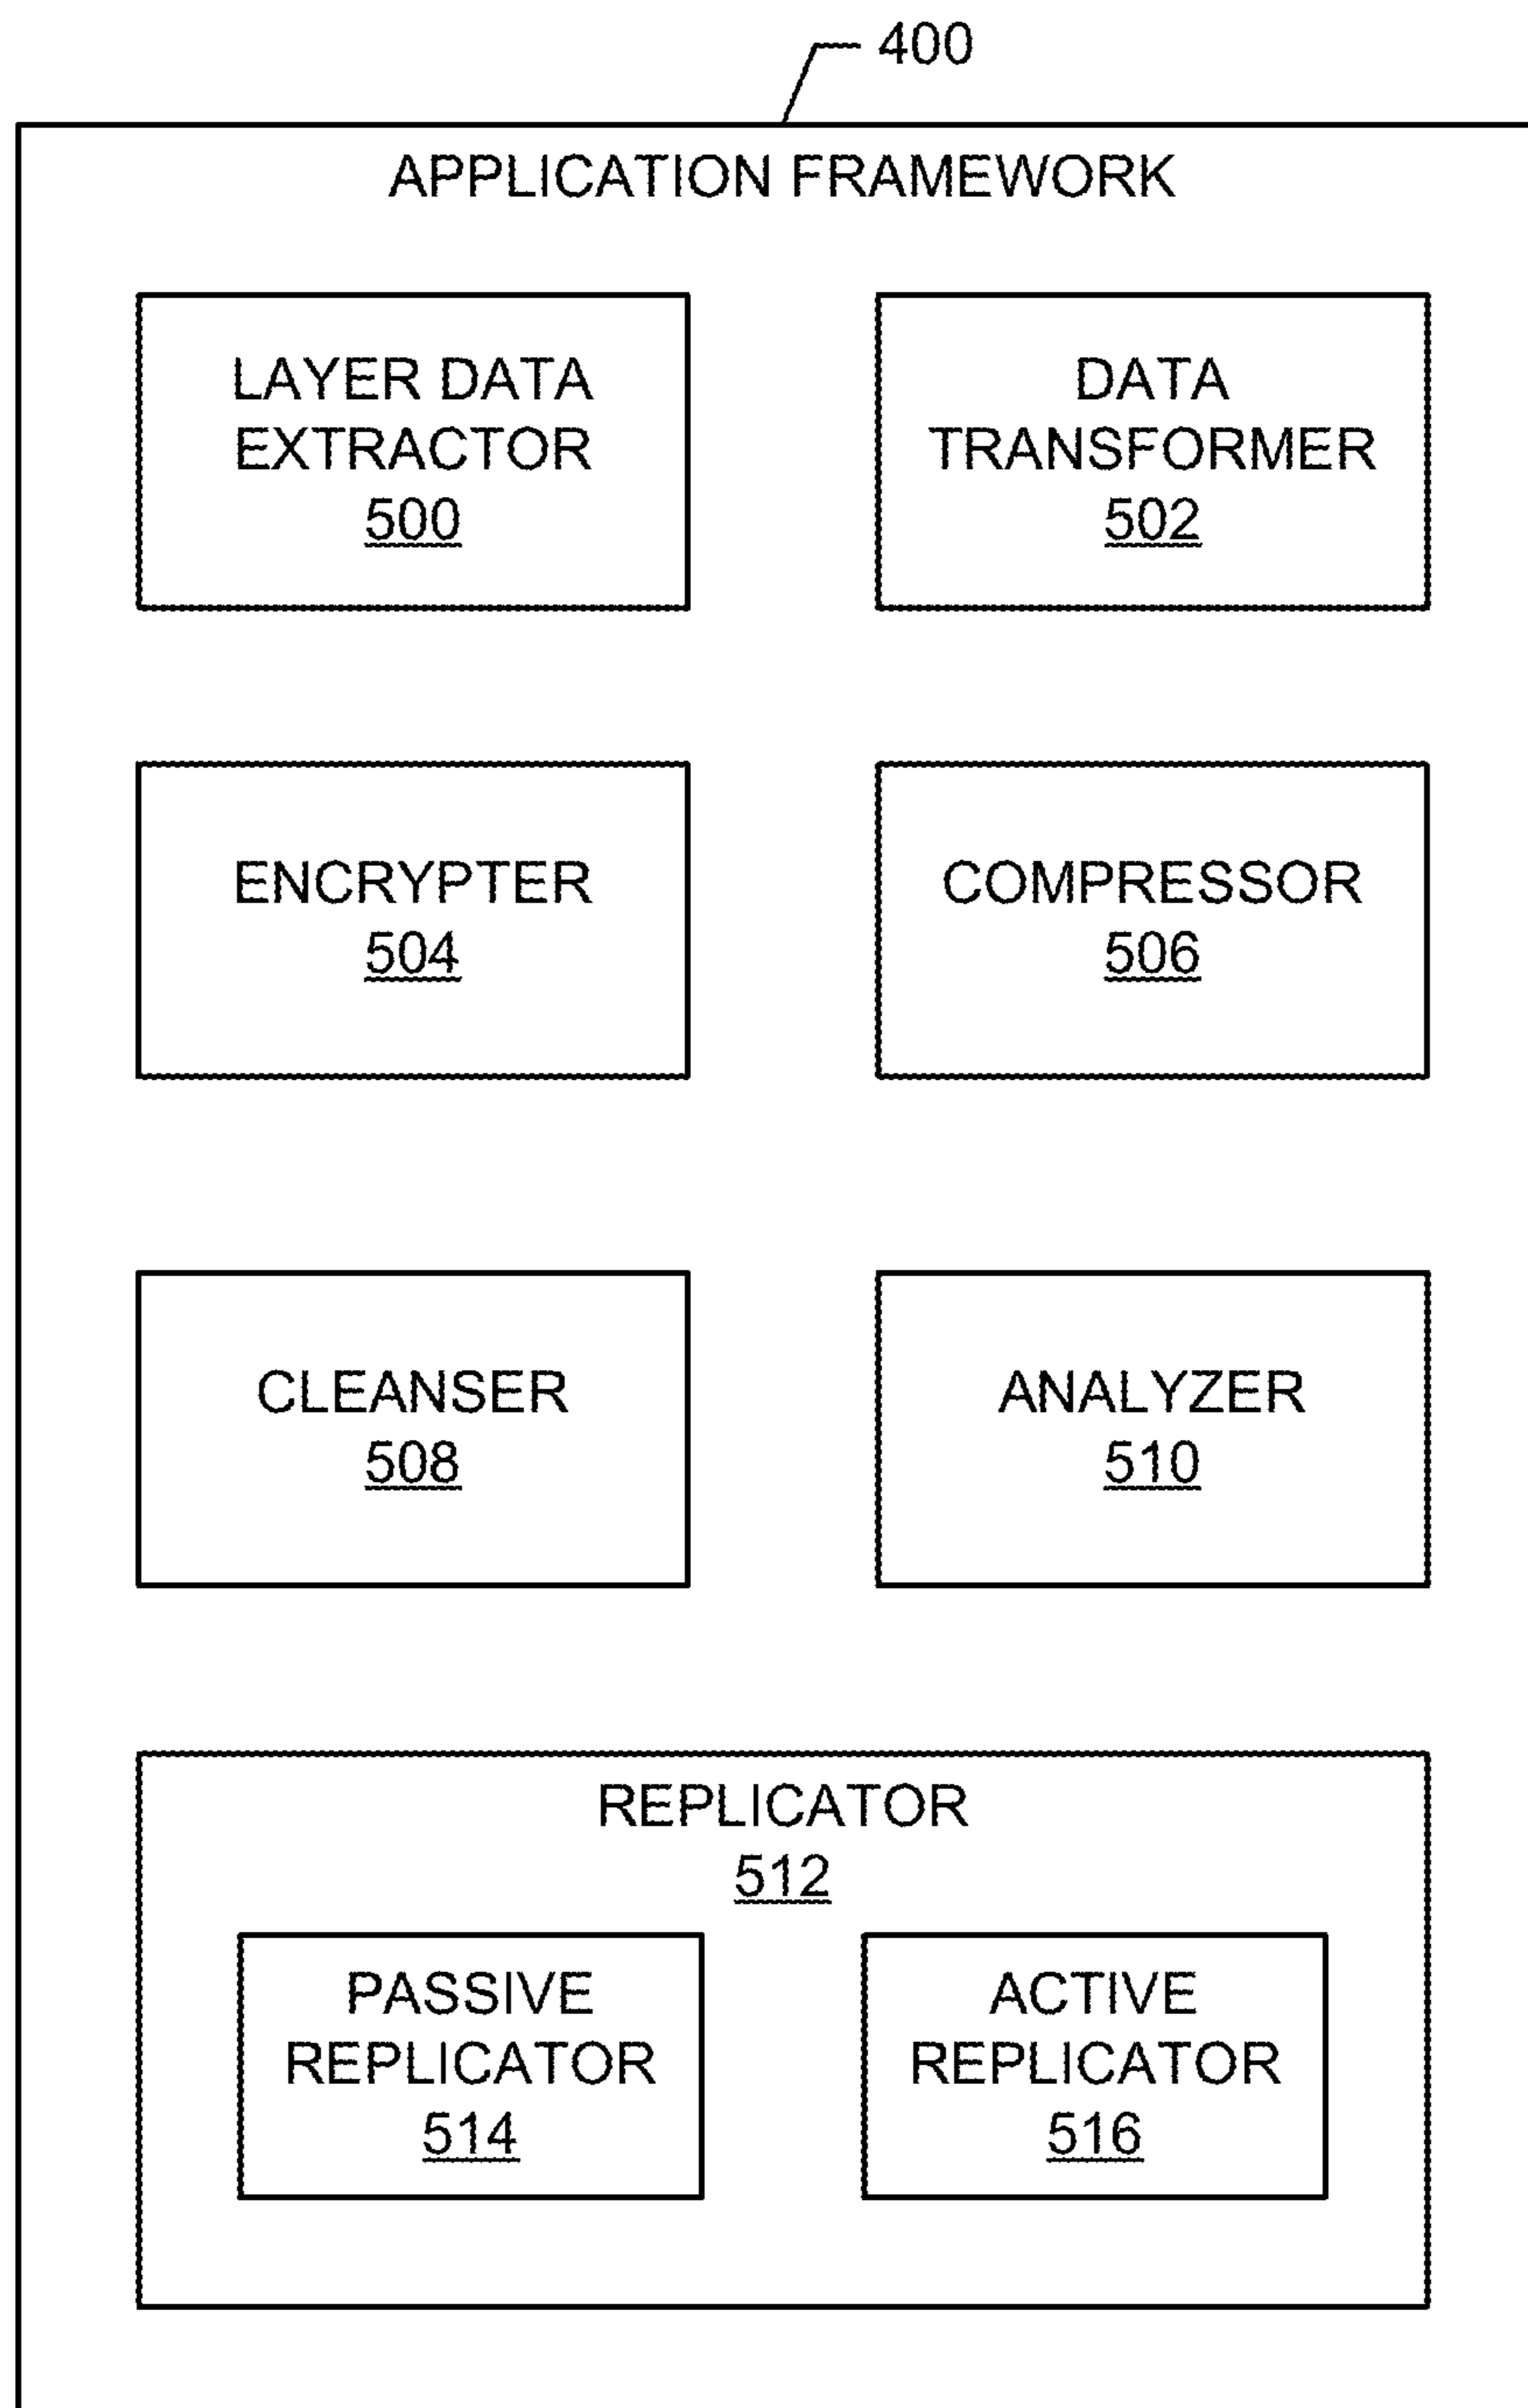 400
APPLICATION FRAMEWORK
LAYER DATA
EXTRACTOR
500
DATA
TRANSFORMER
502
ENCRYPTER
504
COMPRESSOR
506
CLEANSER
508
ANALYZER
510
REPLICATOR
512
PASSIVE
REPLICATOR
514
ACTIVE
REPLICATOR
516